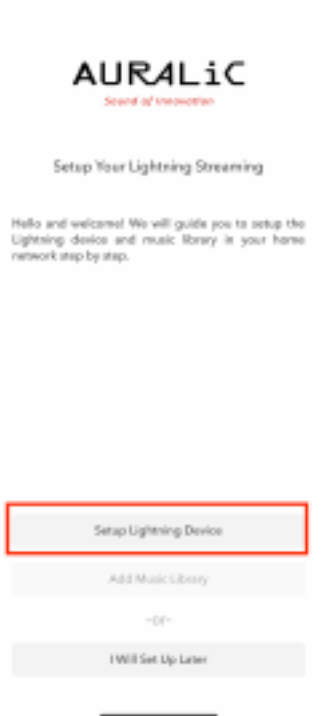 AURALiC
Sound of Innovation
Setup Your Lightning Streaming
Hello and welcome! We will guide you to setup the
Lightning device and music library in your home
network step by step.
Setup Lightning Device
Add Music Library
-or-
I Will Set Up Later